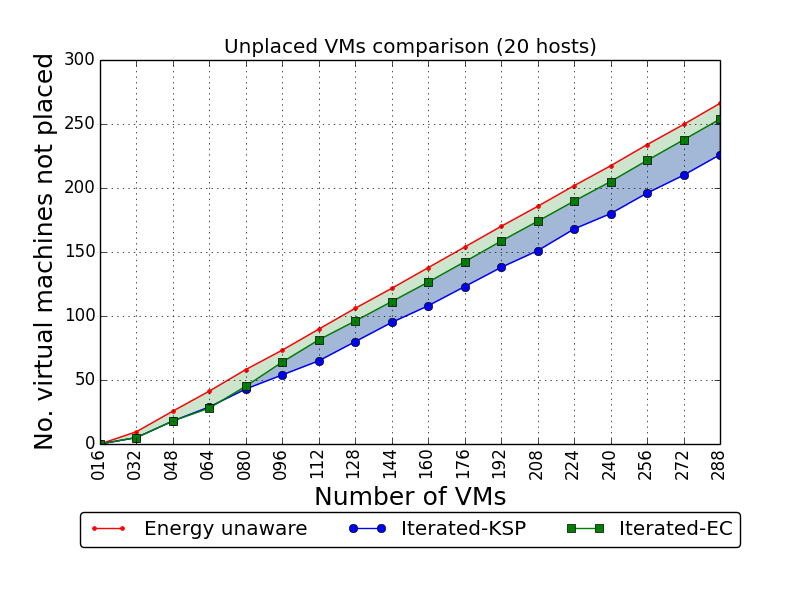 Unplaced VMs comparison (20 hosts)
No. virtual machines not placed
300
250
200
150
100
50
0
016 032 048 064 080 096 112 128 144 160 176 192 208 224 240 256 272 288
Number of VMs
Energy unaware Iterated-KSP Iterated-EC